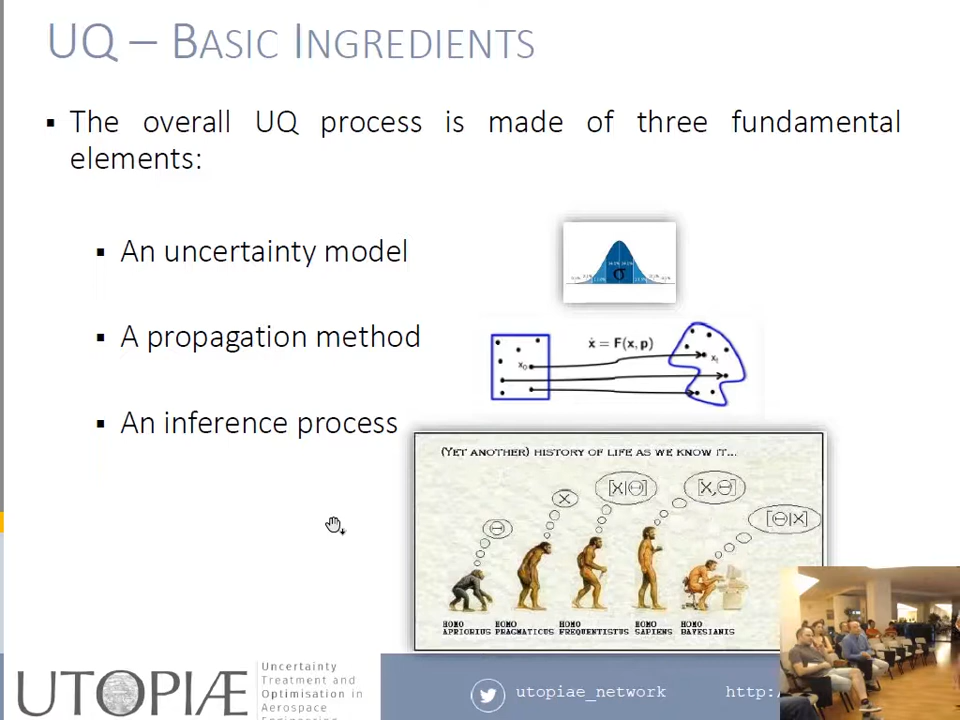 UQ – BASIC INGREDIENTS
▪ The overall UQ process is made of three fundamental
elements:
▪ An uncertainty model
σ
▪ A propagation method
ẋ = F(x,p)
x₀
x_f
▪ An inference process
(YET ANOTHER) HISTORY OF LIFE AS WE KNOW IT...
[X|Θ]
[X,Θ]
X
Θ
[Θ|X]
HOMO HOMO HOMO HOMO HOMO
APRIORIUS PRAGMATICUS FREQUENTISTUS SAPIENS BAYESIANIS
UTOPIÆ
Uncertainty
Treatment and
Optimisation in
Aerospace
Engineering
utopiae_network
http: